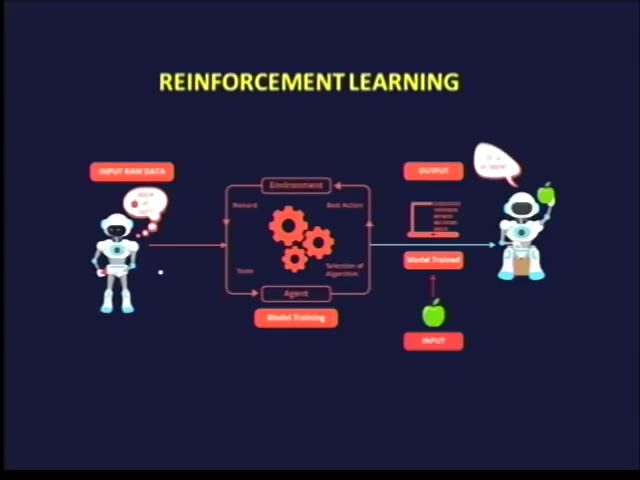 REINFORCEMENT LEARNING
INPUT RAW DATA
Environment
Reward
Best Action
State
Selection of
Algorithm
Agent
Model Training
OUTPUT
Model Trained
INPUT